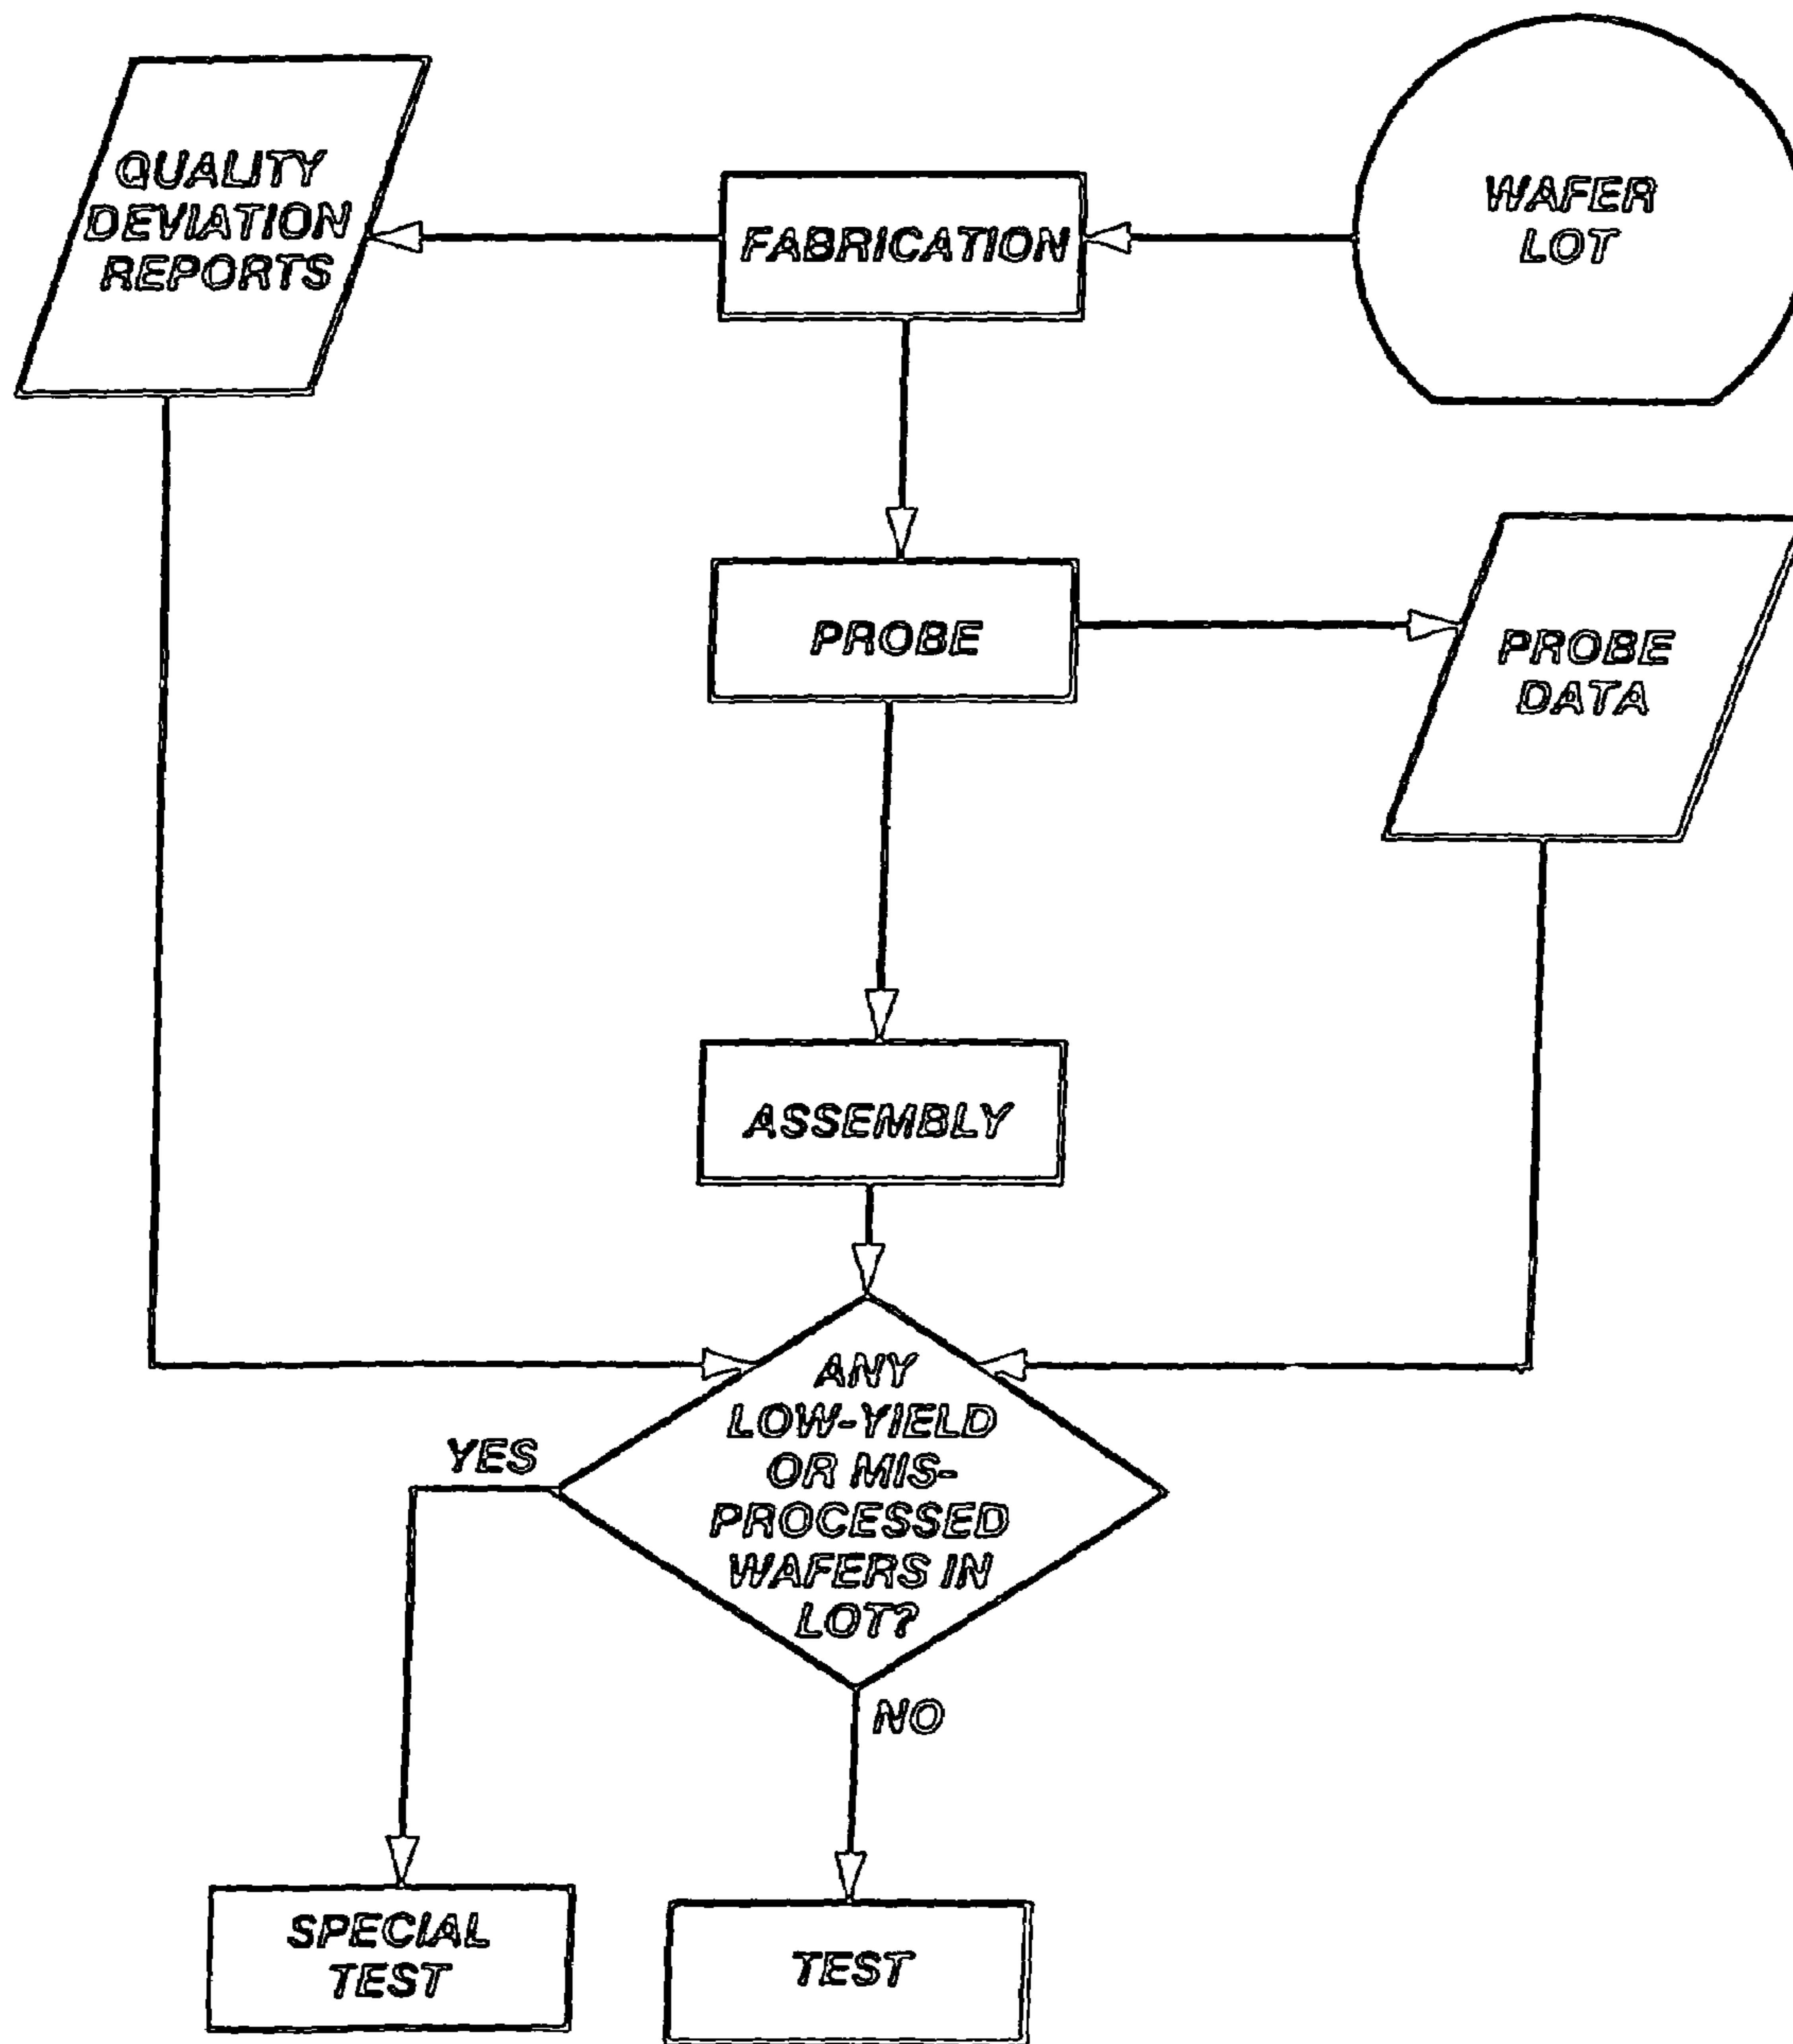 QUALITY
DEVIATION
REPORTS
FABRICATION
WAFER
LOT
PROBE
PROBE
DATA
ASSEMBLY
ANY
LOW-YIELD
OR MIS-
PROCESSED
WAFERS IN
LOT?
YES
NO
SPECIAL
TEST
TEST